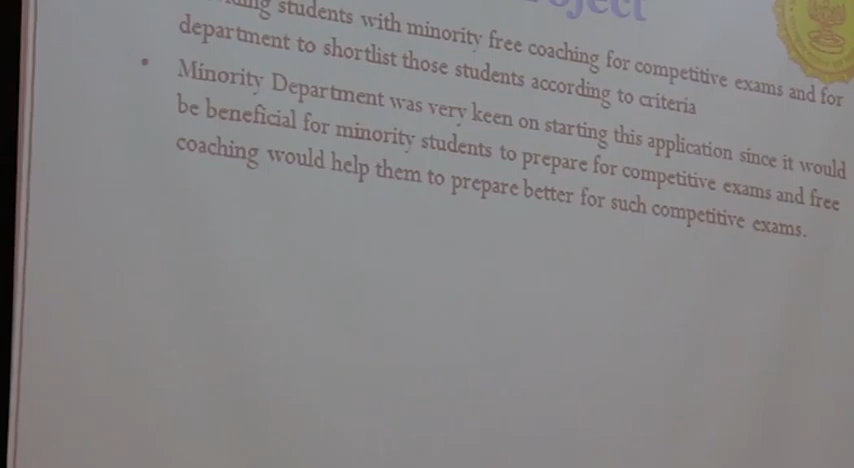 Project
students with minority free coaching for competitive exams and for
department to shortlist those students according to criteria
• Minority Department was very keen on starting this application since it would
be beneficial for minority students to prepare for competitive exams and free
coaching would help them to prepare better for such competitive exams.